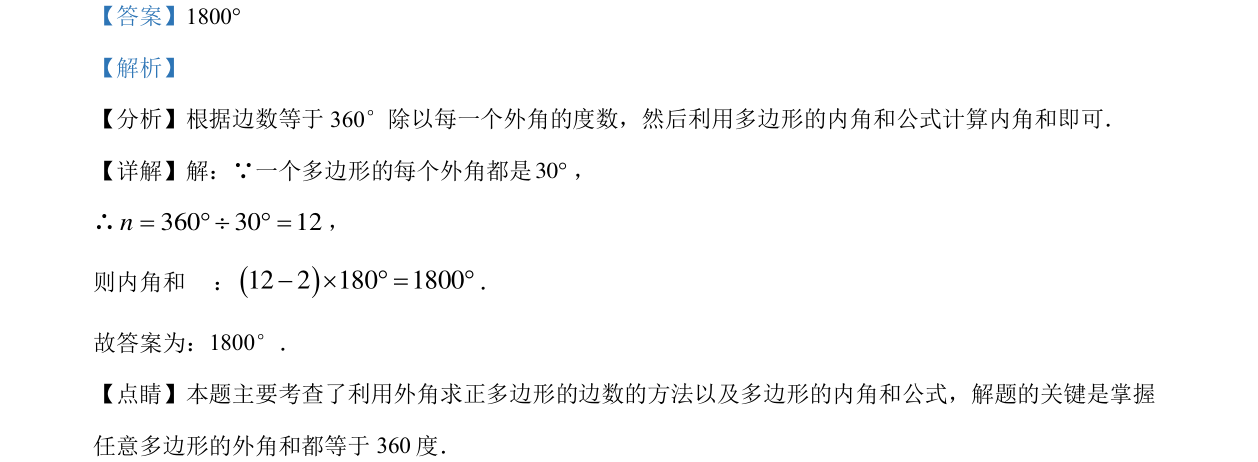 【答案】1800°
【解析】
【分析】根据边数等于 360°除以每一个外角的度数，然后利用多边形的内角和公式计算内角和即可．
【详解】解：∵一个多边形的每个外角都是30°，
∴n＝360°÷30°＝12，
则内角和 ：(12−2)×180°＝1800°．
故答案为：1800°．
【点睛】本题主要考查了利用外角求正多边形的边数的方法以及多边形的内角和公式，解题的关键是掌握
任意多边形的外角和都等于 360 度．